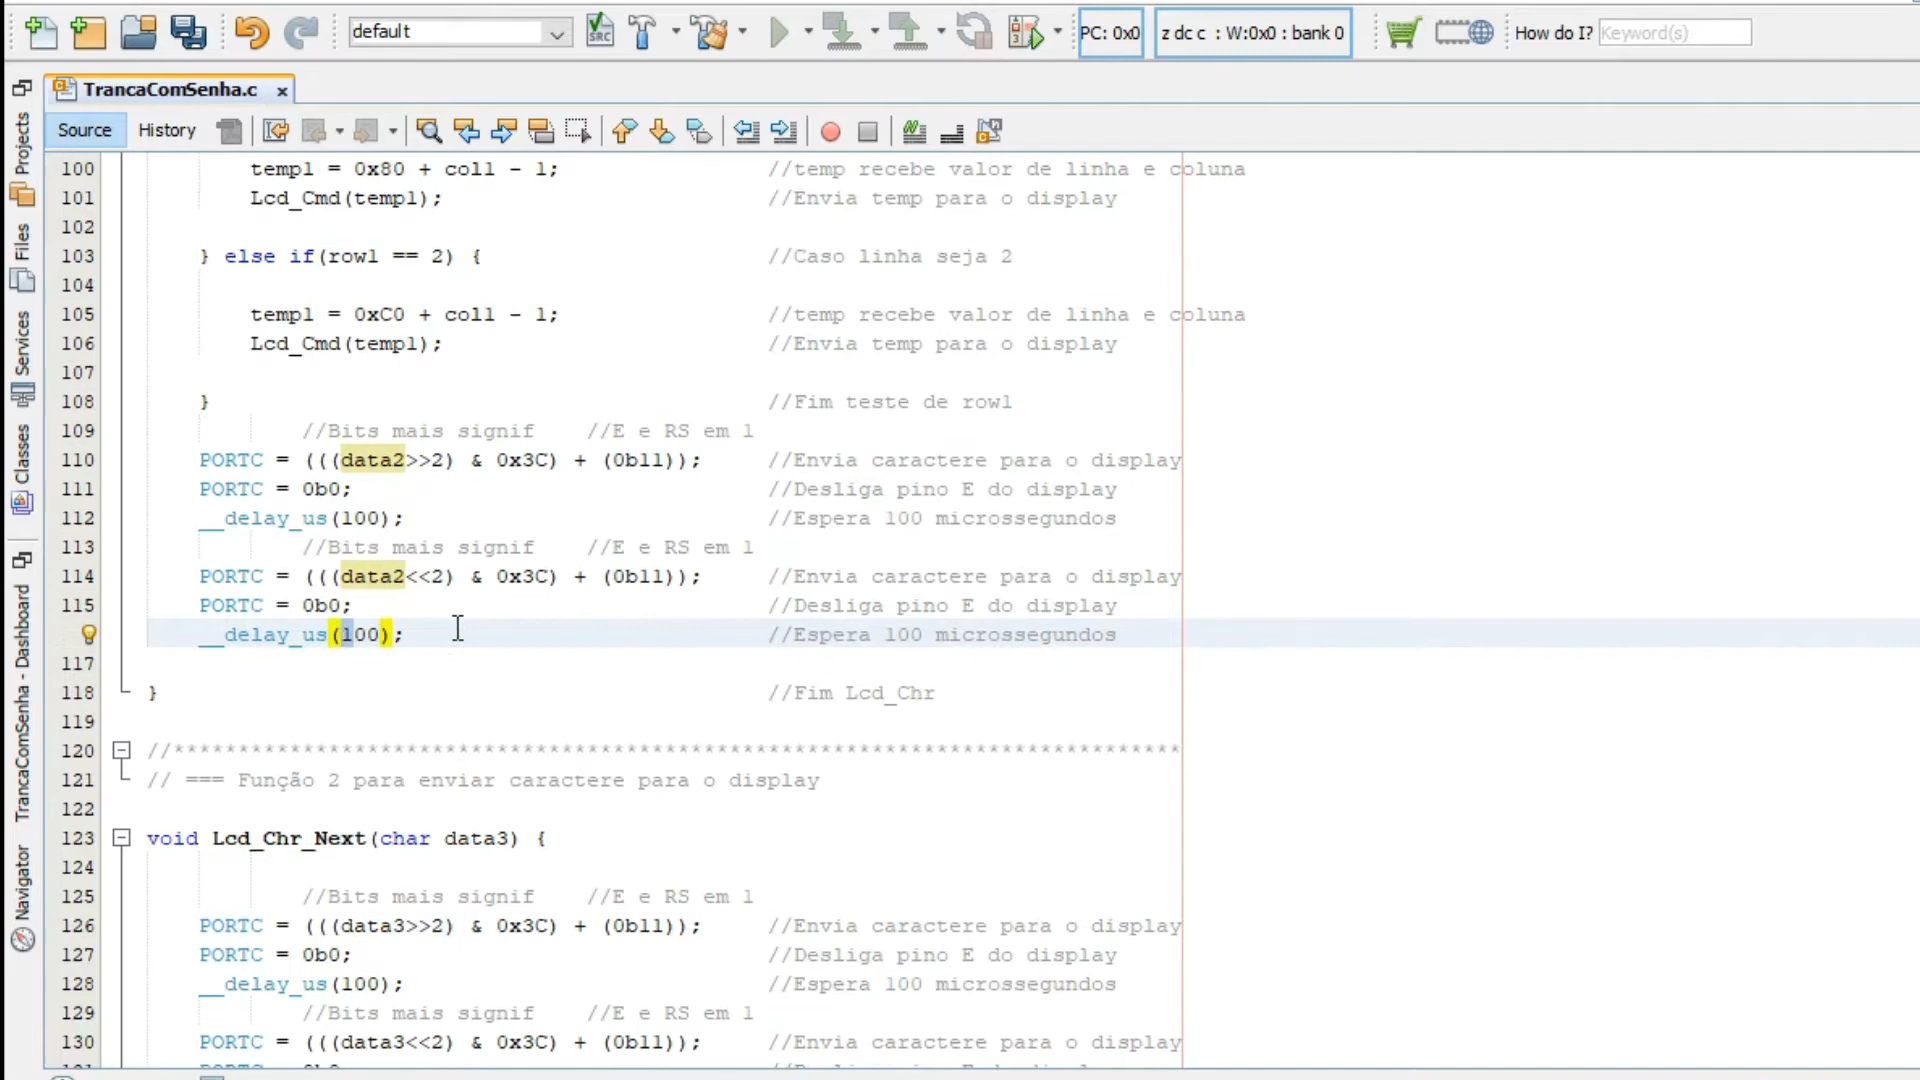 default
PC: 0x0
z dc c : W:0x0 : bank 0
How do I?
Keyword(s)
TrancaComSenha.c x
Source
History
Projects
Files
Services
Classes
TrancaComSenha - Dashboard
Navigator
100 temp1 = 0x80 + col1 - 1; //temp recebe valor de linha e coluna
101 Lcd_Cmd(temp1); //Envia temp para o display
102
103 } else if(row1 == 2) { //Caso linha seja 2
104
105 temp1 = 0xC0 + col1 - 1; //temp recebe valor de linha e coluna
106 Lcd_Cmd(temp1); //Envia temp para o display
107
108 } //Fim teste de row1
109 //Bits mais signif //E e RS em 1
110 PORTC = (((data2>>2) & 0x3C) + (0b11)); //Envia caractere para o display
111 PORTC = 0b0; //Desliga pino E do display
112 __delay_us(100); //Espera 100 microssegundos
113 //Bits mais signif //E e RS em 1
114 PORTC = (((data2<<2) & 0x3C) + (0b11)); //Envia caractere para o display
115 PORTC = 0b0; //Desliga pino E do display
__delay_us(100); //Espera 100 microssegundos
117
118 } //Fim Lcd_Chr
119
120 //******************************************************************************
121 // === Função 2 para enviar caractere para o display
122
123 void Lcd_Chr_Next(char data3) {
124
125 //Bits mais signif //E e RS em 1
126 PORTC = (((data3>>2) & 0x3C) + (0b11)); //Envia caractere para o display
127 PORTC = 0b0; //Desliga pino E do display
128 __delay_us(100); //Espera 100 microssegundos
129 //Bits mais signif //E e RS em 1
130 PORTC = (((data3<<2) & 0x3C) + (0b11)); //Envia caractere para o display